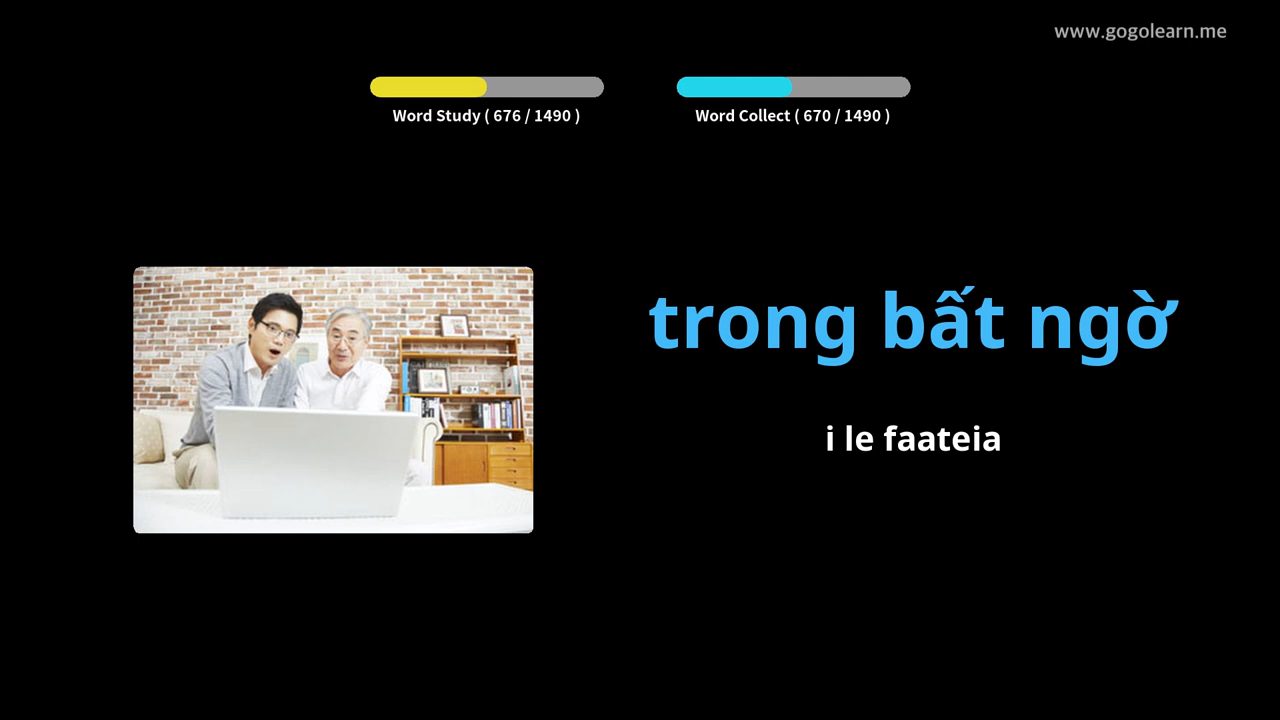 www.gogolearn.me
Word Study ( 676 / 1490 )
Word Collect ( 670 / 1490 )
trong bất ngờ
i le faateia